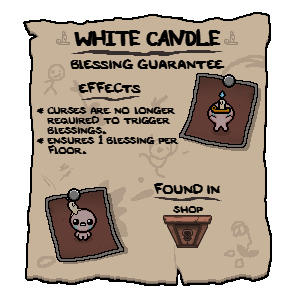 WHITE CANDLE
BLESSING GUARANTEE
EFFECTS
* CURSES ARE NO LONGER
REQUIRED TO TRIGGER
BLESSINGS.
* ENSURES 1 BLESSING PER
FLOOR.
FOUND IN
SHOP